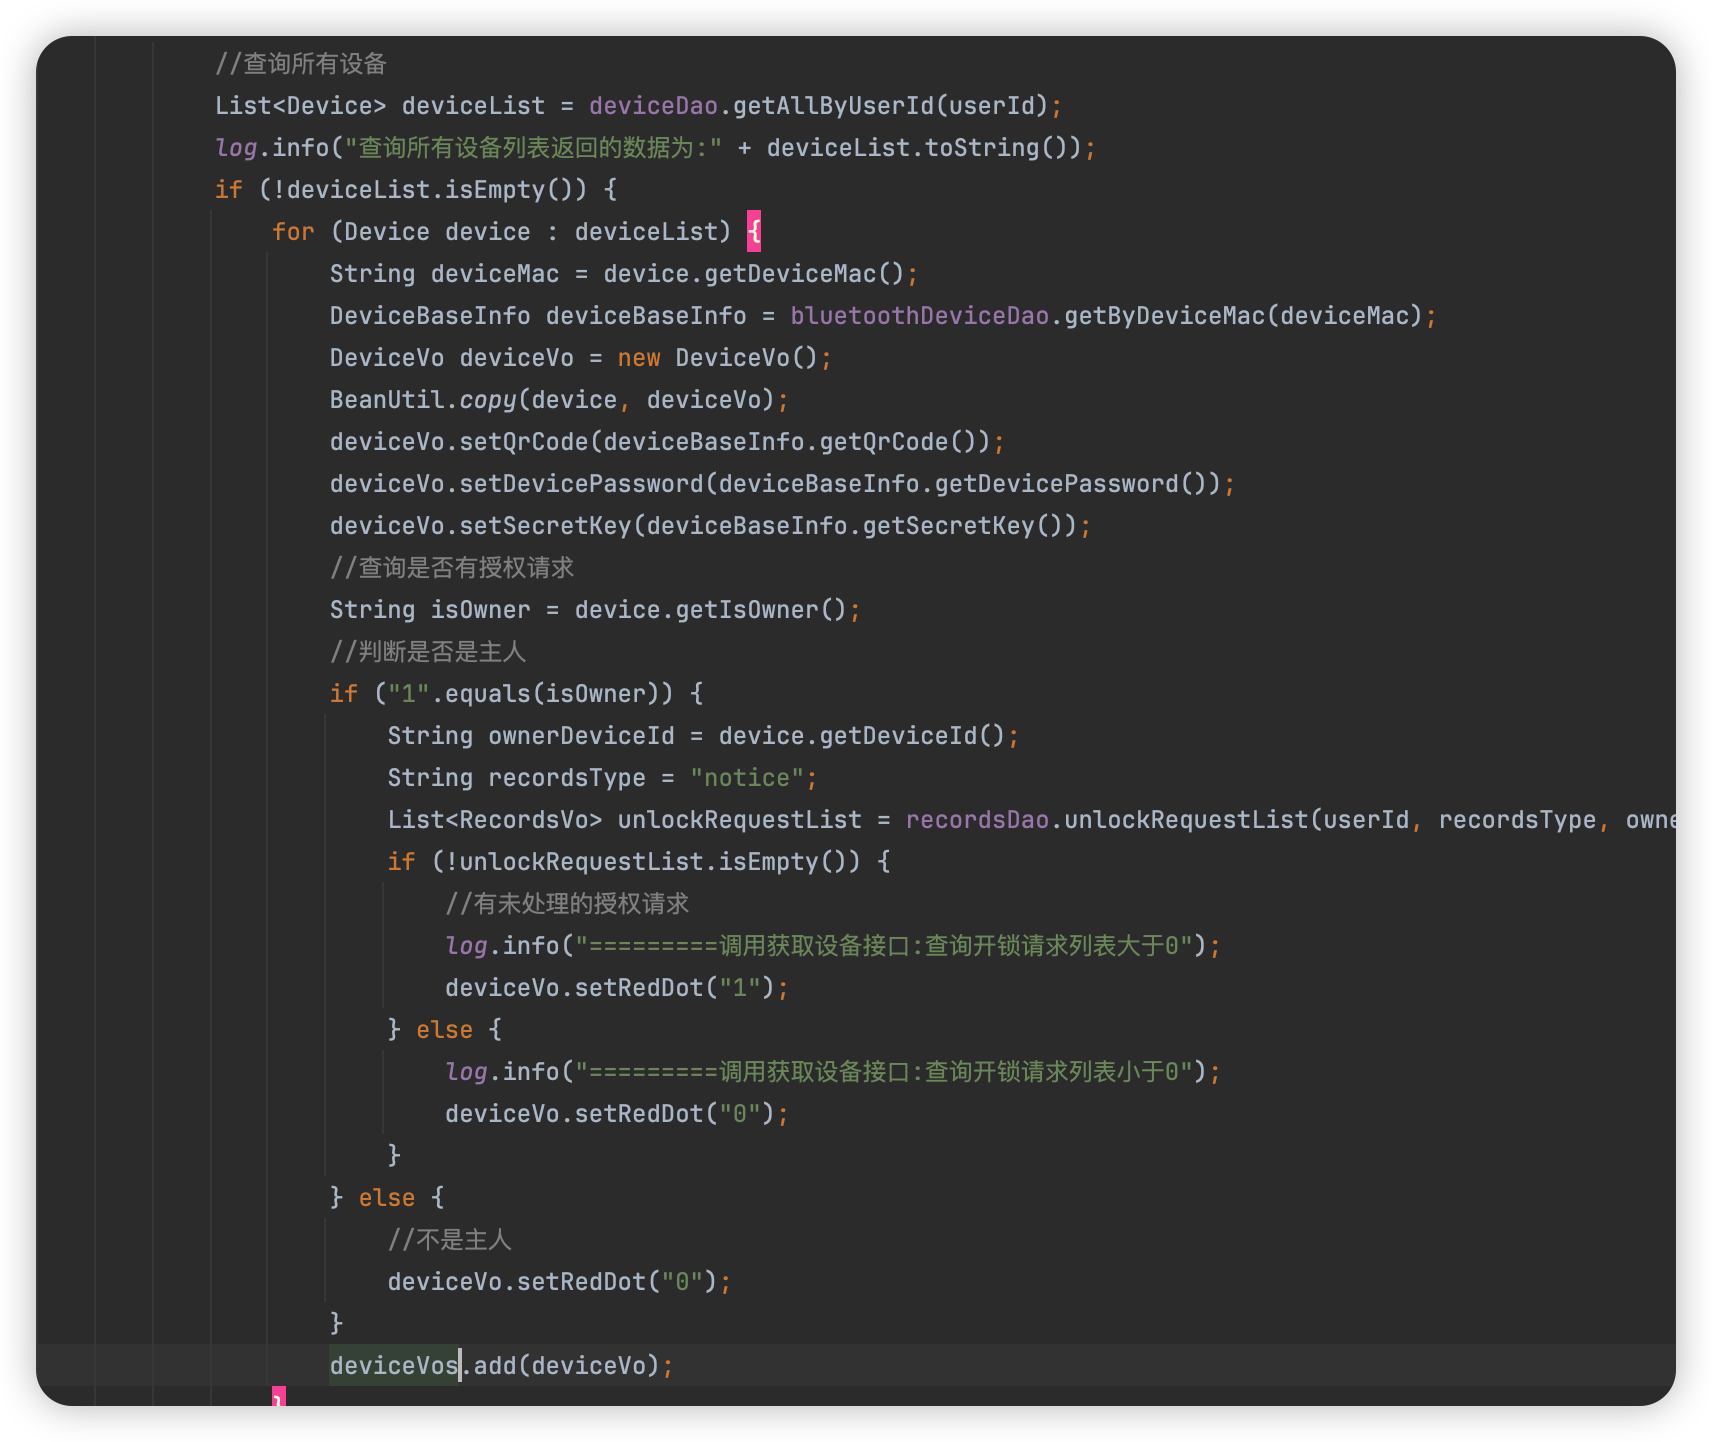 //查询所有设备
List<Device> deviceList = deviceDao.getAllByUserId(userId);
log.info("查询所有设备列表返回的数据为:" + deviceList.toString());
if (!deviceList.isEmpty()) {
for (Device device : deviceList) {
String deviceMac = device.getDeviceMac();
DeviceBaseInfo deviceBaseInfo = bluetoothDeviceDao.getByDeviceMac(deviceMac);
DeviceVo deviceVo = new DeviceVo();
BeanUtil.copy(device, deviceVo);
deviceVo.setQrCode(deviceBaseInfo.getQrCode());
deviceVo.setDevicePassword(deviceBaseInfo.getDevicePassword());
deviceVo.setSecretKey(deviceBaseInfo.getSecretKey());
//查询是否有授权请求
String isOwner = device.getIsOwner();
//判断是否是主人
if ("1".equals(isOwner)) {
String ownerDeviceId = device.getDeviceId();
String recordsType = "notice";
List<RecordsVo> unlockRequestList = recordsDao.unlockRequestList(userId, recordsType, owne
if (!unlockRequestList.isEmpty()) {
//有未处理的授权请求
log.info("=========调用获取设备接口:查询开锁请求列表大于0");
deviceVo.setRedDot("1");
} else {
log.info("=========调用获取设备接口:查询开锁请求列表小于0");
deviceVo.setRedDot("0");
}
} else {
//不是主人
deviceVo.setRedDot("0");
}
deviceVos.add(deviceVo);
}